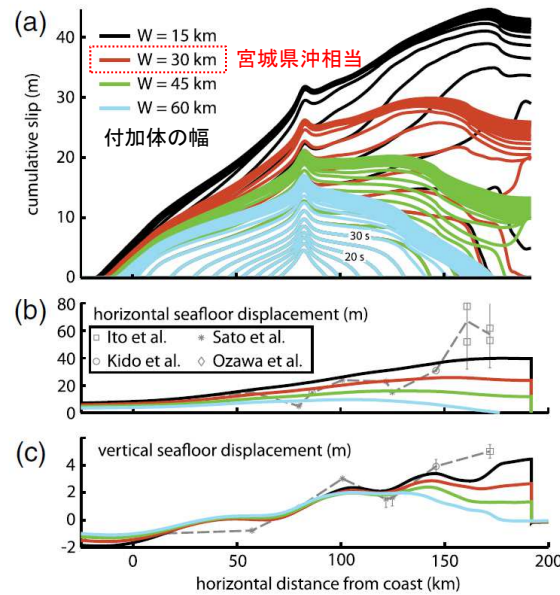 (a)
40
30
20
10
0
cumulative slip (m)
W = 15 km
W = 30 km 宮城県沖相当
W = 45 km
W = 60 km
付加体の幅
30 s
20 s
(b)
80
60
40
20
0
horizontal seafloor displacement (m)
Ito et al. Sato et al.
Kido et al. Ozawa et al.
(c)
4
2
0
-2
vertical seafloor displacement (m)
0 50 100 150 200
horizontal distance from coast (km)